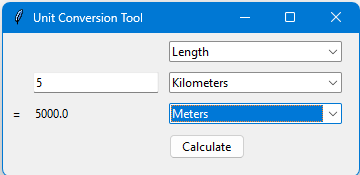 Unit Conversion Tool
Length
5 Kilometers
= 5000.0 Meters
Calculate